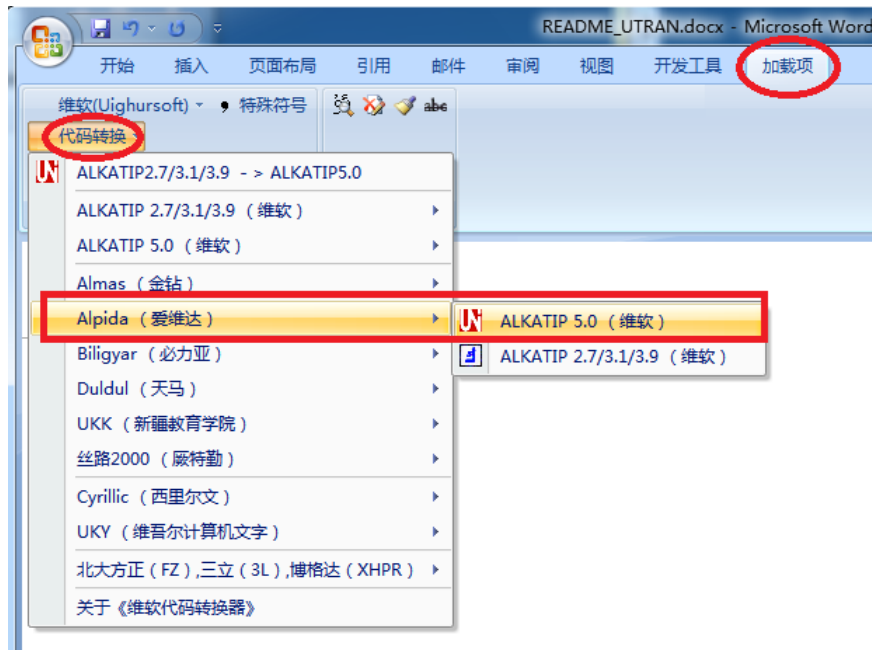 README_UTRAN.docx - Microsoft Word
开始 插入 页面布局 引用 邮件 审阅 视图 开发工具 加载项
维软(Uighursoft) 特殊符号 abc
代码转换
ALKATIP2.7/3.1/3.9 - > ALKATIP5.0
ALKATIP 2.7/3.1/3.9 (维软)
ALKATIP 5.0 (维软)
Almas (金钻)
Alpida (爱维达)
ALKATIP 5.0 (维软)
Biligyar (必力亚)
ALKATIP 2.7/3.1/3.9 (维软)
Duldul (天马)
UKK (新疆教育学院)
丝路2000 (厥特勤)
Cyrillic (西里尔文)
UKY (维吾尔计算机文字)
北大方正(FZ),三立(3L),博格达(XHPR)
关于《维软代码转换器》